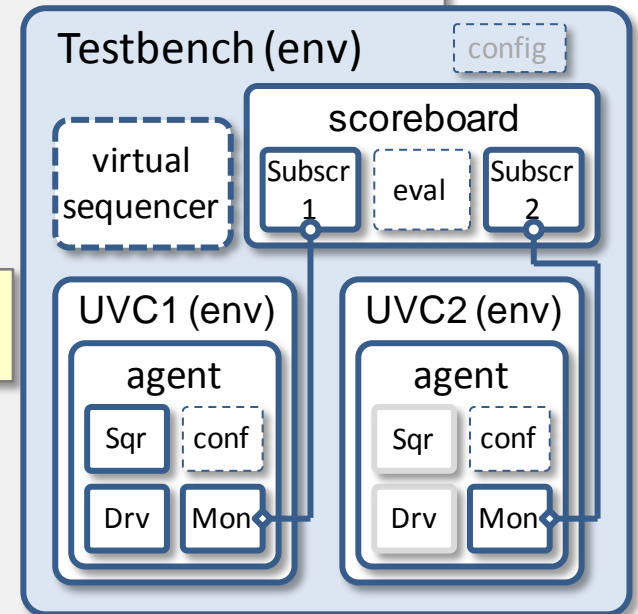 Testbench (env)
config
scoreboard
virtual
sequencer
Subscr
1
eval
Subscr
2
UVC1 (env)
UVC2 (env)
agent
agent
Sqr
conf
Sqr
conf
Drv
Mon
Drv
Mon